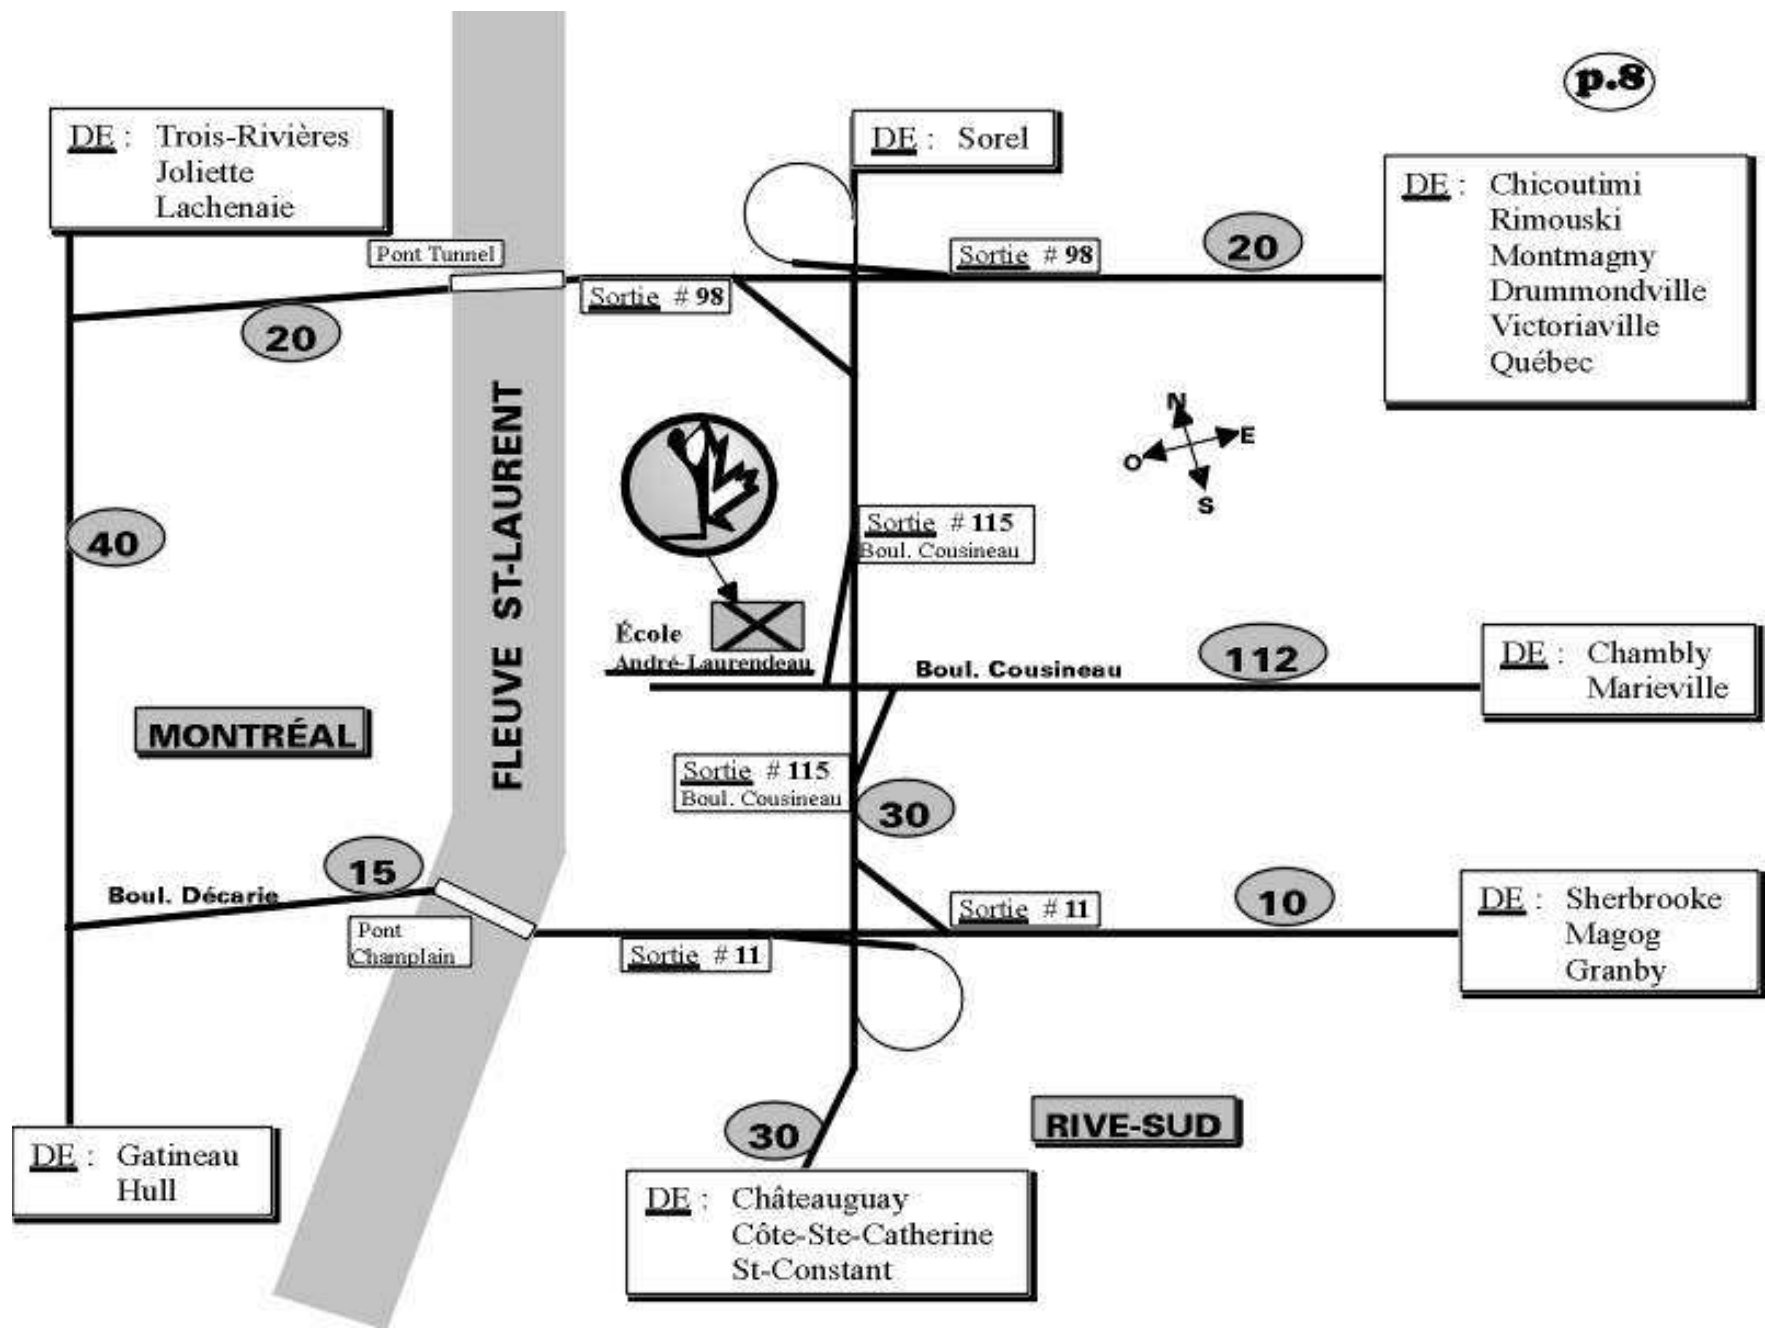 p.8
DE : Trois-Rivières
Joliette
Lachenaie
DE : Sorel
DE : Chicoutimi
Rimouski
Montmagny
Drummondville
Victoriaville
Québec
Pont Tunnel
Sortie # 98
20
Sortie # 98
20
N
E
O
S
FLEUVE ST-LAURENT
40
Sortie # 115
Boul. Cousineau
École
André-Laurendeau
Boul. Cousineau
112
DE : Chambly
Marieville
MONTRÉAL
Sortie # 115
Boul. Cousineau
30
Boul. Décarie
15
Pont
Champlain
Sortie # 11
Sortie # 11
10
DE : Sherbrooke
Magog
Granby
RIVE-SUD
30
DE : Gatineau
Hull
DE : Châteauguay
Côte-Ste-Catherine
St-Constant